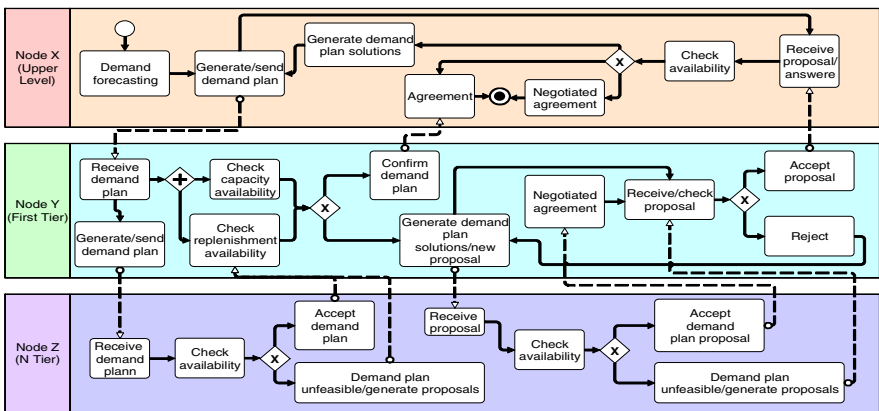 Node X
(Upper
Level)
Demand
forecasting
Generate/send
demand plan
Generate demand
plan solutions
Agreement
Negotiated
agreement
X
Check
availability
Receive
proposal/
answere
Node Y
(First Tier)
Receive
demand
plan
Generate/send
demand plan
+
Check
capacity
availability
Check
replenishment
availability
X
Confirm
demand
plan
Generate demand
plan
solutions/new
proposal
Negotiated
agreement
Receive/check
proposal
X
Accept
proposal
Reject
Node Z
(N Tier)
Receive
demand
plann
Check
availability
X
Accept
demand
plan
Demand plan
unfeasible/generate proposals
Receive
proposal
Check
availability
X
Accept
demand
plan proposal
Demand plan
unfeasible/generate proposals